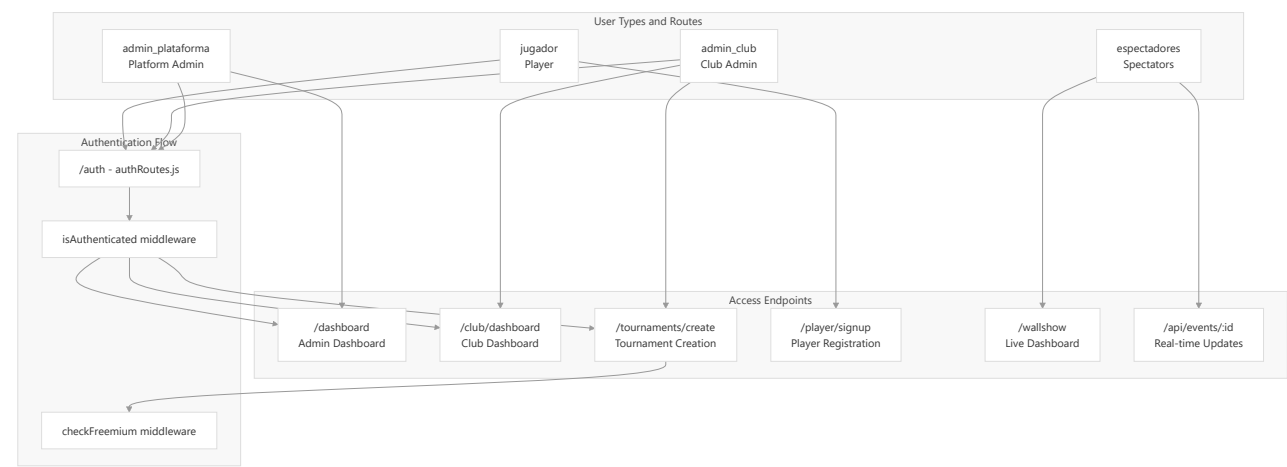 User Types and Routes
admin_plataforma
Platform Admin
jugador
Player
admin_club
Club Admin
espectadores
Spectators
Authentication Flow
/auth - authRoutes.js
isAuthenticated middleware
Access Endpoints
/dashboard
Admin Dashboard
/club/dashboard
Club Dashboard
/tournaments/create
Tournament Creation
/player/signup
Player Registration
/wallshow
Live Dashboard
/api/events/:id
Real-time Updates
checkFreemium middleware